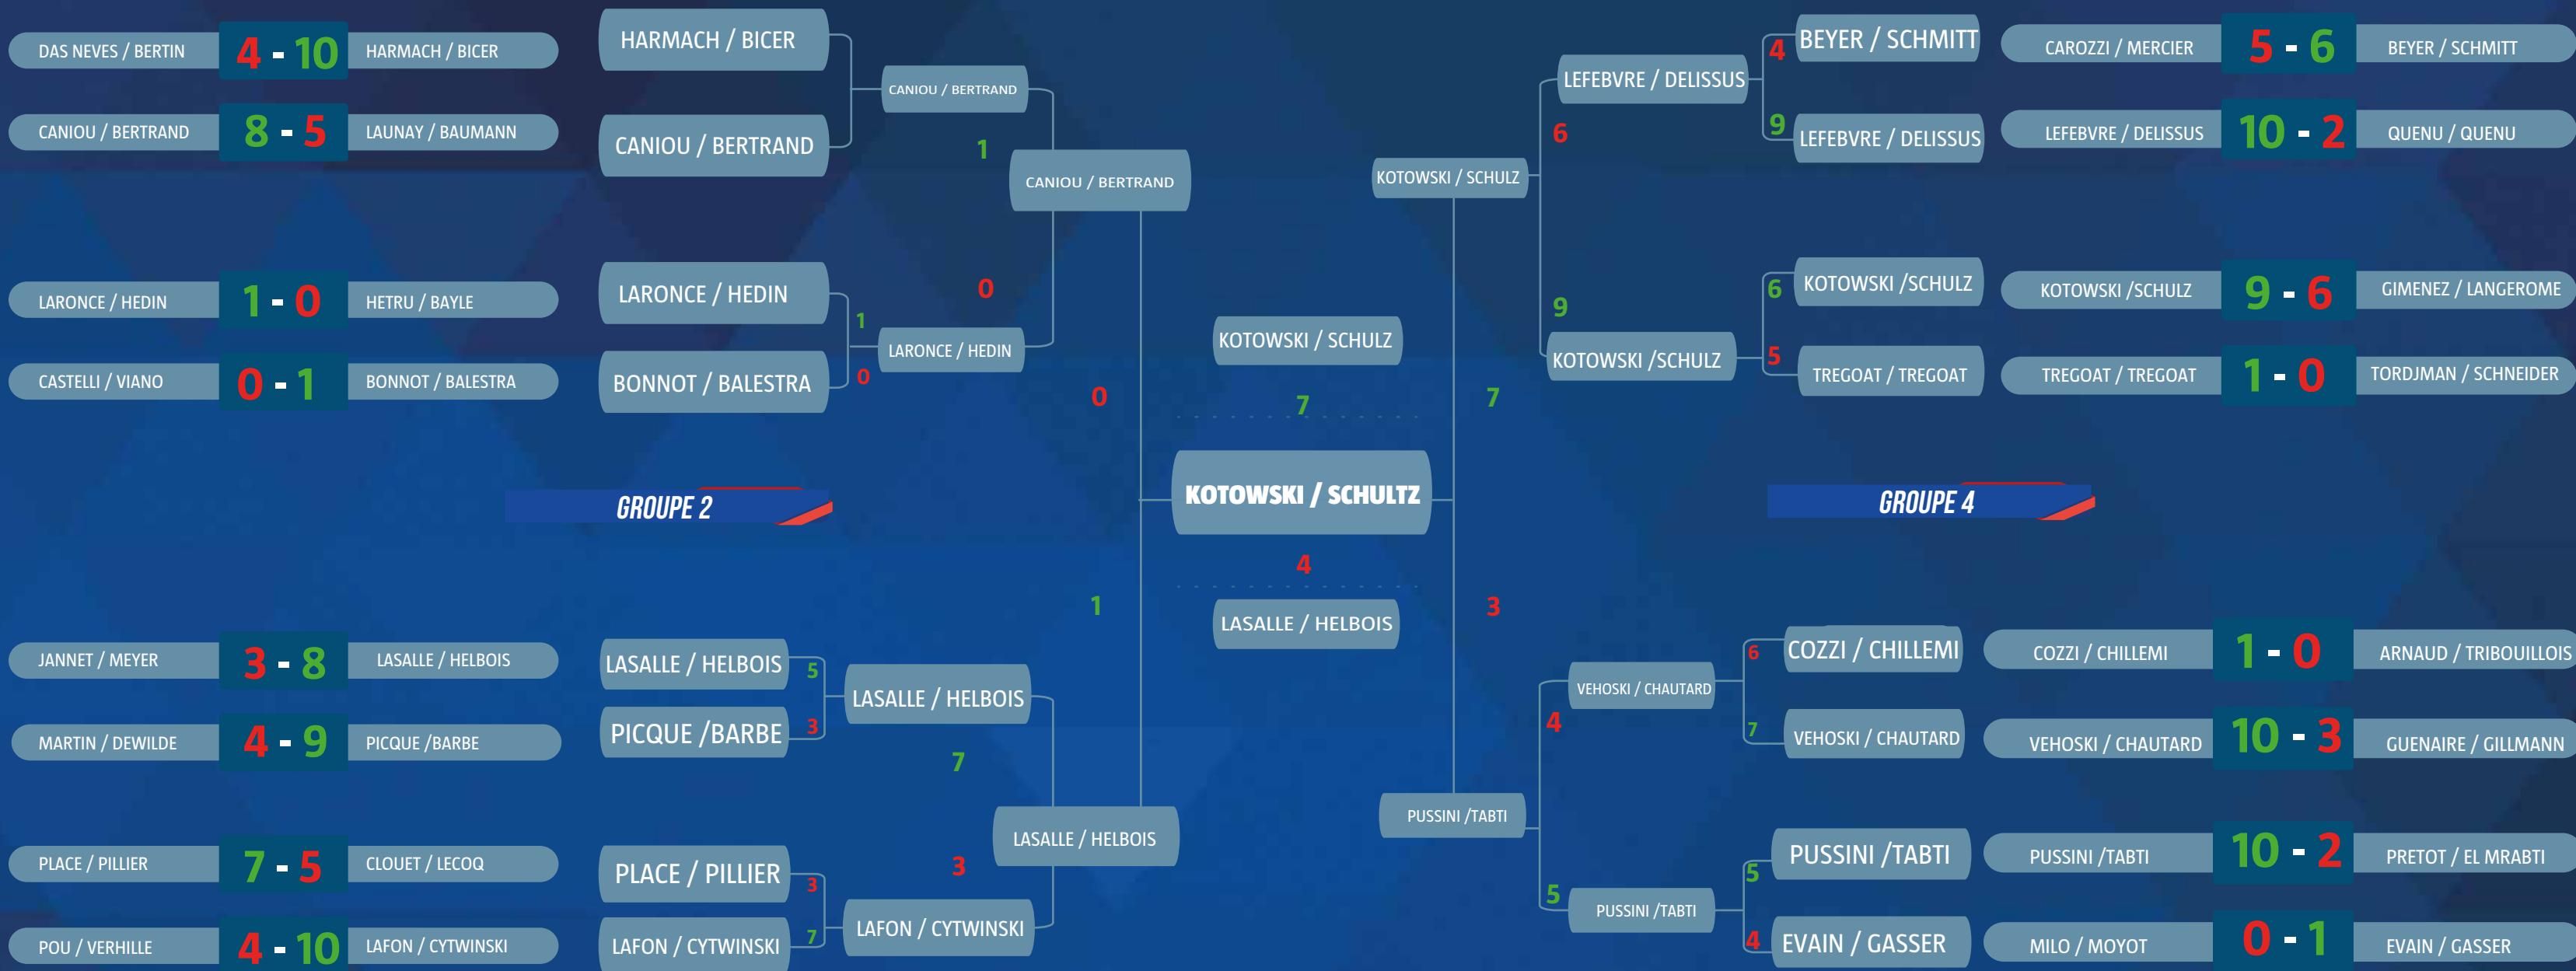 DAS NEVES / BERTIN 4 - 10 HARMACH / BICER
CANIOU / BERTRAND 8 - 5 LAUNAY / BAUMANN
LARONCE / HEDIN 1 - 0 HETRU / BAYLE
CASTELLI / VIANO 0 - 1 BONNOT / BALESTRA
GROUPE 2
JANNET / MEYER 3 - 8 LASALLE / HELBOIS
MARTIN / DEWILDE 4 - 9 PICQUE /BARBE
PLACE / PILLIER 7 - 5 CLOUET / LECOQ
POU / VERHILLE 4 - 10 LAFON / CYTWINSKI
HARMACH / BICER
CANIOU / BERTRAND
LARONCE / HEDIN
1
BONNOT / BALESTRA
0
LASALLE / HELBOIS
5
PICQUE /BARBE
3
PLACE / PILLIER
3
LAFON / CYTWINSKI
7
CANIOU / BERTRAND
1
0
LARONCE / HEDIN
LASALLE / HELBOIS
7
3
LAFON / CYTWINSKI
CANIOU / BERTRAND
0
1
LASALLE / HELBOIS
KOTOWSKI / SCHULZ
7
KOTOWSKI / SCHULTZ
4
LASALLE / HELBOIS
KOTOWSKI / SCHULZ
7
3
PUSSINI /TABTI
LEFEBVRE / DELISSUS
6
9
KOTOWSKI /SCHULZ
VEHOSKI / CHAUTARD
4
5
PUSSINI /TABTI
4
BEYER / SCHMITT
9
LEFEBVRE / DELISSUS
6
KOTOWSKI /SCHULZ
5
TREGOAT / TREGOAT
GROUPE 4
6
COZZI / CHILLEMI
7
VEHOSKI / CHAUTARD
PUSSINI /TABTI
5
4
EVAIN / GASSER
CAROZZI / MERCIER 5 - 6 BEYER / SCHMITT
LEFEBVRE / DELISSUS 10 - 2 QUENU / QUENU
KOTOWSKI /SCHULZ 9 - 6 GIMENEZ / LANGEROME
TREGOAT / TREGOAT 1 - 0 TORDJMAN / SCHNEIDER
COZZI / CHILLEMI 1 - 0 ARNAUD / TRIBOUILLOIS
VEHOSKI / CHAUTARD 10 - 3 GUENAIRE / GILLMANN
PUSSINI /TABTI 10 - 2 PRETOT / EL MRABTI
MILO / MOYOT 0 - 1 EVAIN / GASSER